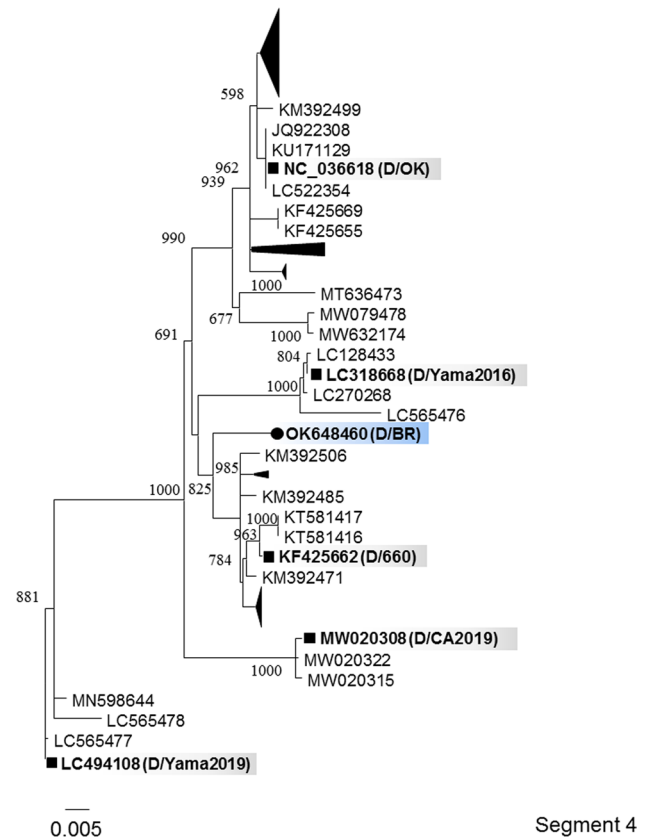 598
KM392499
JQ922308
KU171129
962
NC_036618 (D/OK)
939
LC522354
KF425669
KF425655
990
1000
MT636473
MW079478
677
1000
MW632174
691
804
LC128433
LC318668 (D/Yama2016)
1000
LC270268
LC565476
OK648460 (D/BR)
KM392506
985
1000
825
KM392485
1000
KT581417
963
KT581416
784
KF425662 (D/660)
KM392471
881
MW020308 (D/CA2019)
MW020322
1000
MW020315
MN598644
LC565478
LC565477
LC494108 (D/Yama2019)
0.005
Segment 4